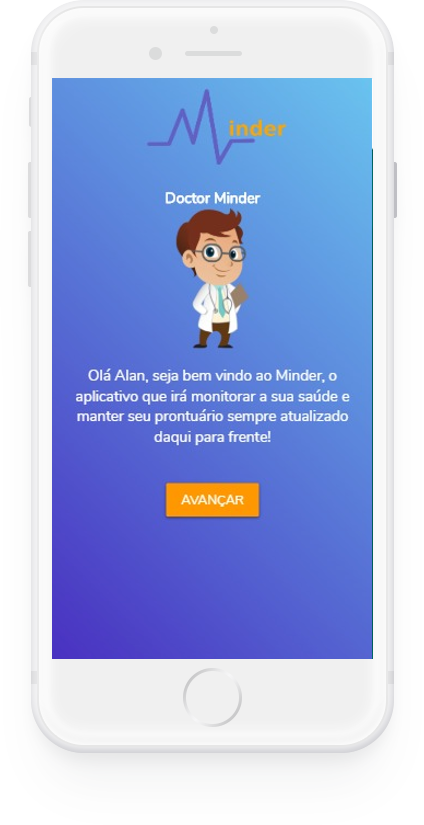 inder
Doctor Minder
Olá Alan, seja bem vindo ao Minder, o
aplicativo que irá monitorar a sua saúde e
manter seu prontuário sempre atualizado
daqui para frente!
AVANÇAR